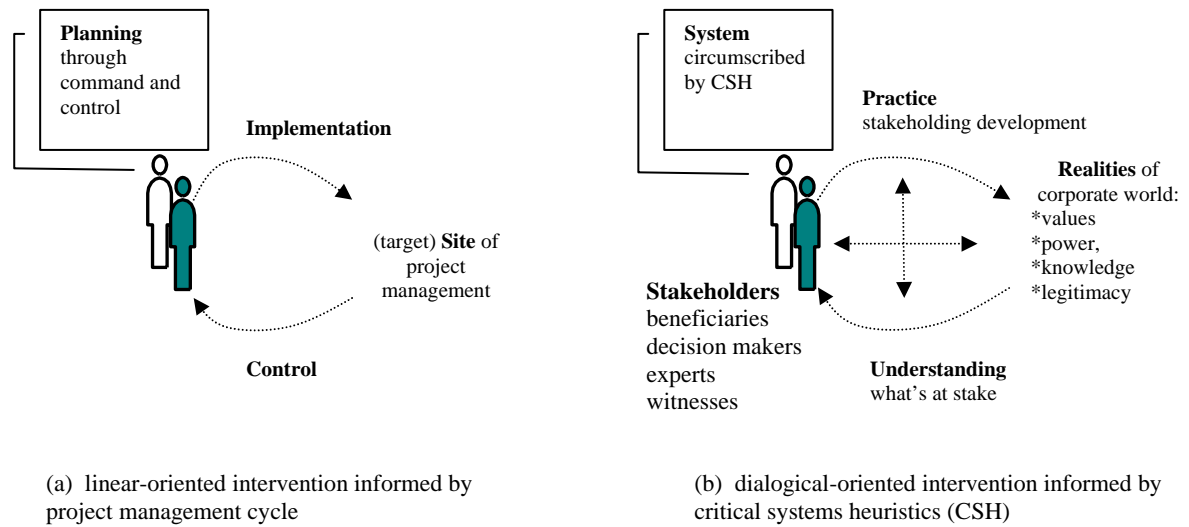 Planning
through
command and
control
Implementation
(target) Site of
project
management
Control
(a) linear-oriented intervention informed by
project management cycle
System
circumscribed
by CSH
Practice
stakeholding development
Realities of
corporate world:
*values
*power,
*knowledge
*legitimacy
Stakeholders
beneficiaries
decision makers
experts
witnesses
Understanding
what's at stake
(b) dialogical-oriented intervention informed by
critical systems heuristics (CSH)